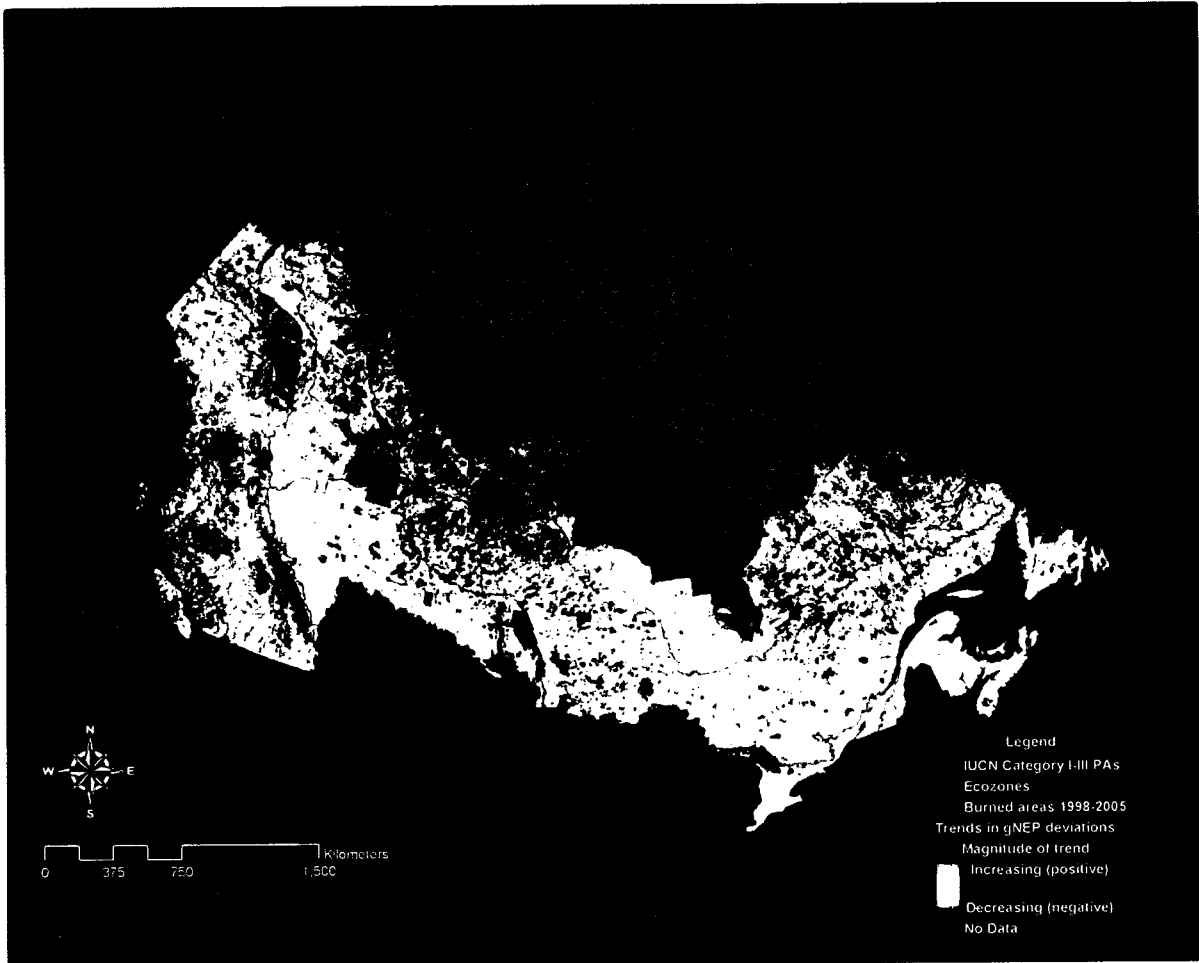 N
W E
S
Kilometers
0 375 750 1,500
Legend
IUCN Category I-III PAs
Ecozones
Burned areas 1998-2005
Trends in gNEP deviations
Magnitude of trend
Increasing (positive)
Decreasing (negative)
No Data